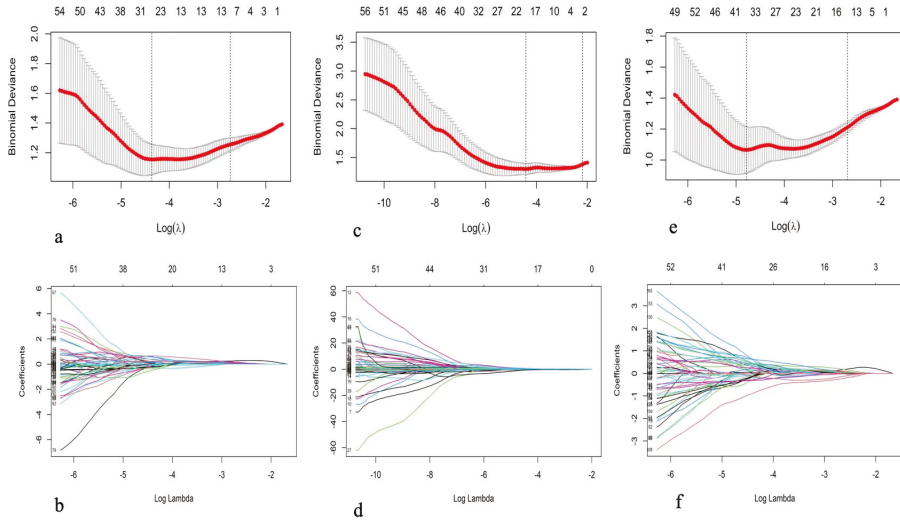 54 50 43 38 31 23 13 13 13 7 4 3 1
Binomial Deviance
2.0
1.8
1.6
1.4
1.2
-6 -5 -4 -3 -2
Log(λ)
a
56 51 45 48 46 40 32 27 22 17 10 4 2
Binomial Deviance
3.5
3.0
2.5
2.0
1.5
-10 -8 -6 -4 -2
Log(λ)
c
49 52 46 41 33 27 23 21 16 13 5 1
Binomial Deviance
1.8
1.6
1.4
1.2
1.0
-6 -5 -4 -3 -2
Log(λ)
e
51 38 20 13 3
Coefficients
6
4
2
0
-2
-4
-6
-6 -5 -4 -3 -2
Log Lambda
b
51 44 31 17 0
Coefficients
60
40
20
0
-20
-40
-60
-10 -8 -6 -4 -2
Log Lambda
d
52 41 26 16 3
Coefficients
3
2
1
0
-1
-2
-3
-6 -5 -4 -3 -2
Log Lambda
f